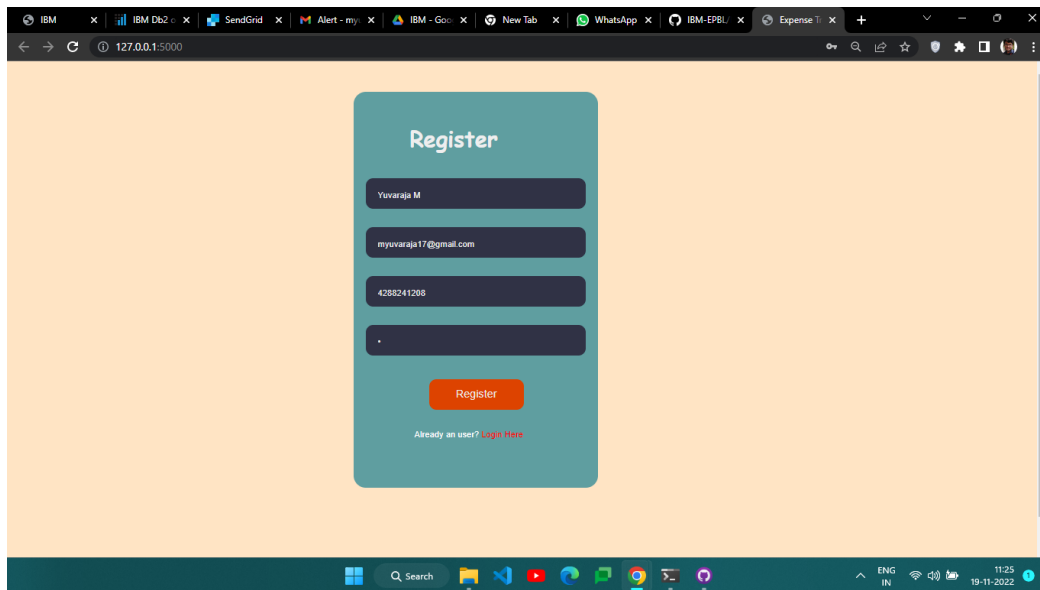 IBM
IBM Db2 o
SendGrid
Alert - my
IBM - Goo
New Tab
WhatsApp
IBM-EPBL/
Expense Tr
127.0.0.1:5000
Register
Yuvaraja M
myuvaraja17@gmail.com
4288241208
Register
Already an user? Login Here
Search
ENG
IN
11:25
19-11-2022
1